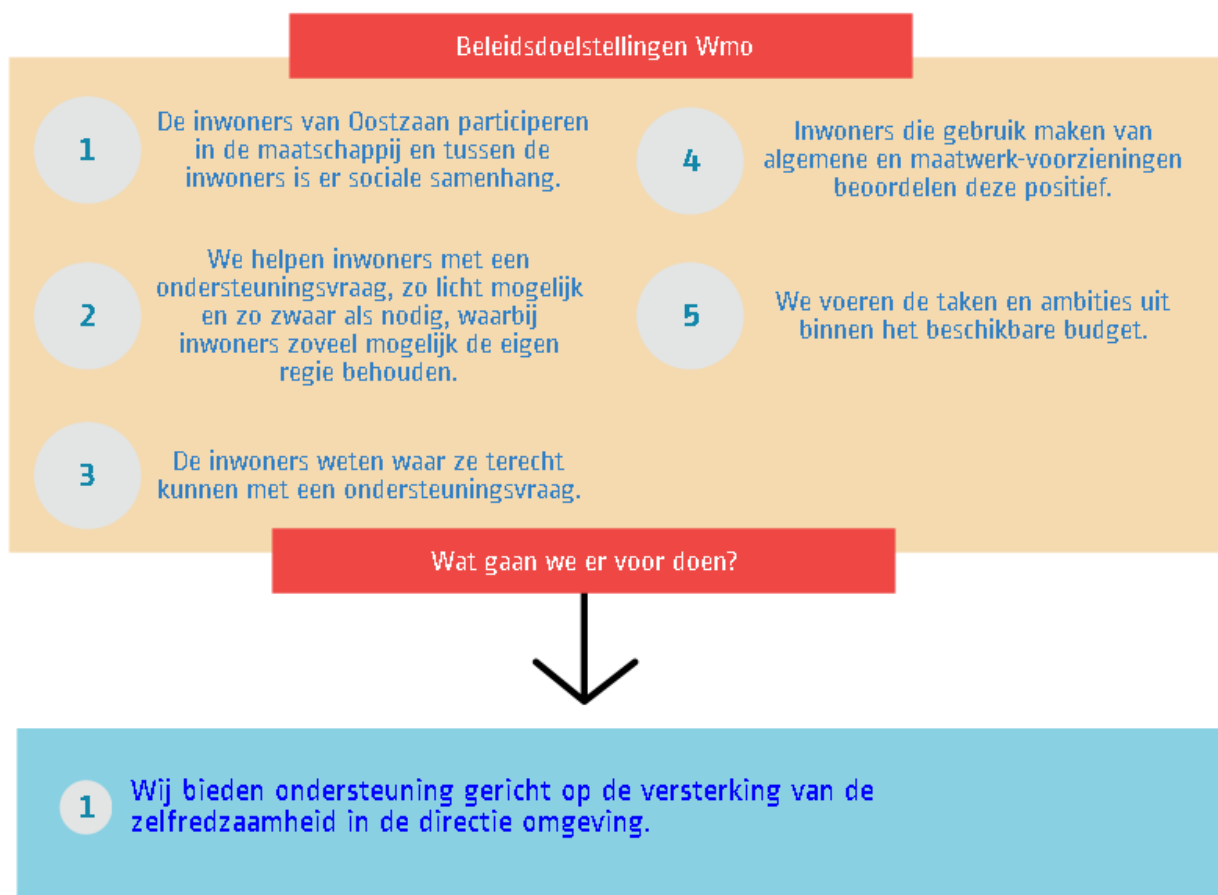 Beleidsdoelstellingen Wmo
1
De inwoners van Oostzaan participeren
in de maatschappij en tussen de
inwoners is er sociale samenhang.
2
We helpen inwoners met een
ondersteuningsvraag, zo licht mogelijk
en zo zwaar als nodig, waarbij
inwoners zoveel mogelijk de eigen
regie behouden.
3
De inwoners weten waar ze terecht
kunnen met een ondersteuningsvraag.
4
Inwoners die gebruik maken van
algemene en maatwerk-voorzieningen
beoordelen deze positief.
5
We voeren de taken en ambities uit
binnen het beschikbare budget.
Wat gaan we er voor doen?
1
Wij bieden ondersteuning gericht op de versterking van de
zelfredzaamheid in de directie omgeving.